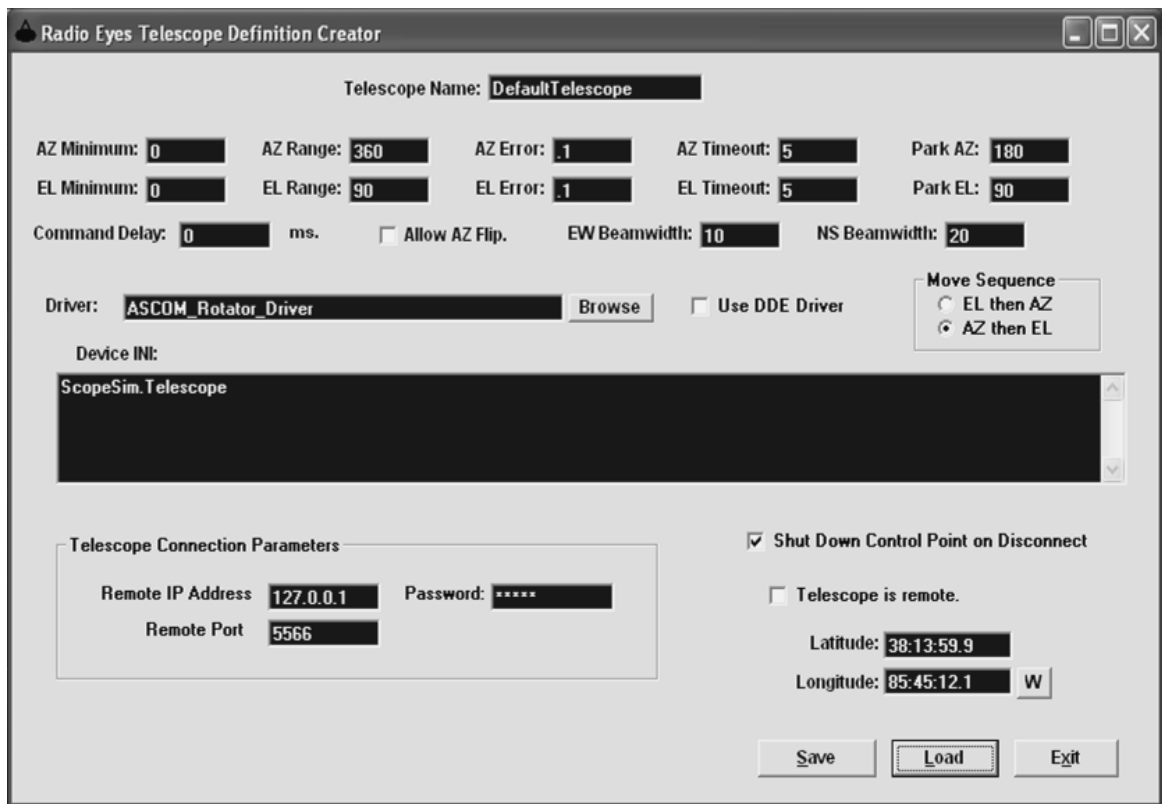 Radio Eyes Telescope Definition Creator
Telescope Name: DefaultTelescope
AZ Minimum: 0 AZ Range: 360 AZ Error: .1 AZ Timeout: 5 Park AZ: 180
EL Minimum: 0 EL Range: 90 EL Error: .1 EL Timeout: 5 Park EL: 90
Command Delay: 0 ms. Allow AZ Flip. EW Beamwidth: 10 NS Beamwidth: 20
Move Sequence
EL then AZ
AZ then EL
Driver: ASCOM_Rotator_Driver Browse Use DDE Driver
Device INI:
ScopeSim.Telescope
Telescope Connection Parameters
Remote IP Address 127.0.0.1 Password: *****
Remote Port 5566
Shut Down Control Point on Disconnect
Telescope is remote.
Latitude: 38:13:59.9
Longitude: 85:45:12.1 W
Save Load Exit